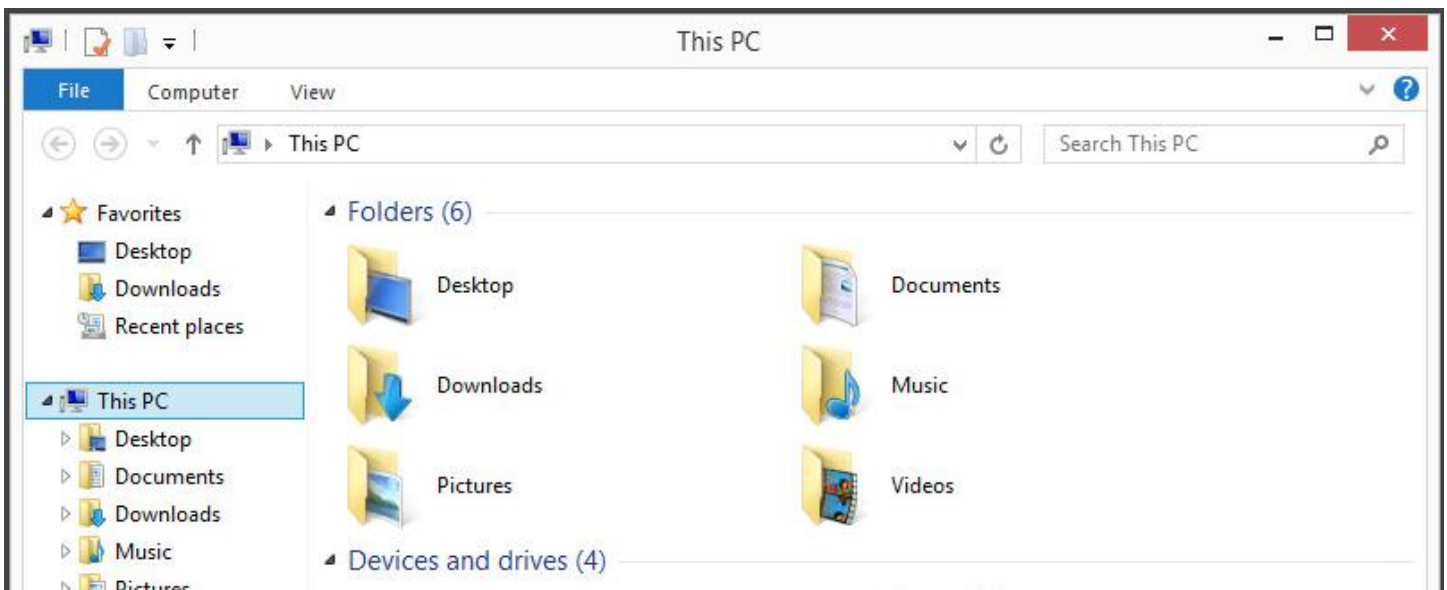 This PC
File Computer View
This PC
Search This PC
Favorites
Desktop
Downloads
Recent places
This PC
Desktop
Documents
Downloads
Music
Pictures
Folders (6)
Desktop
Documents
Downloads
Music
Pictures
Videos
Devices and drives (4)